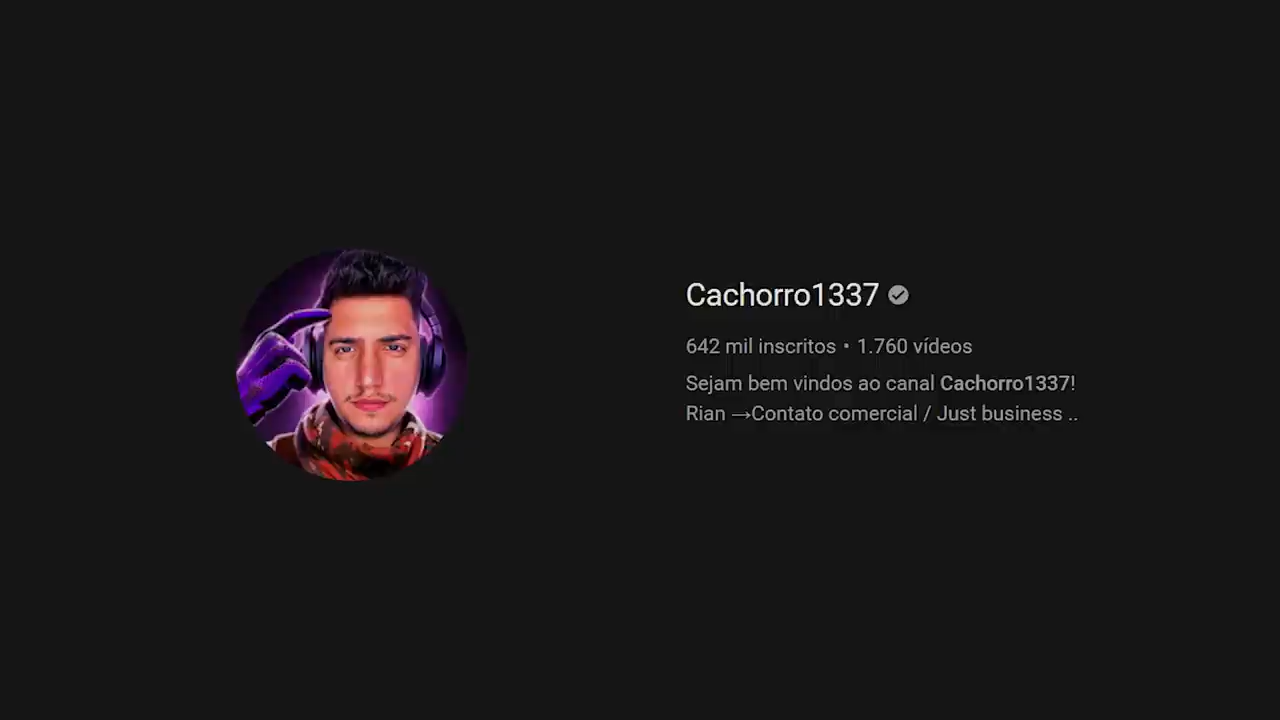 Cachorro1337
642 mil inscritos • 1.760 vídeos
Sejam bem vindos ao canal Cachorro1337!
Rian →Contato comercial / Just business ..